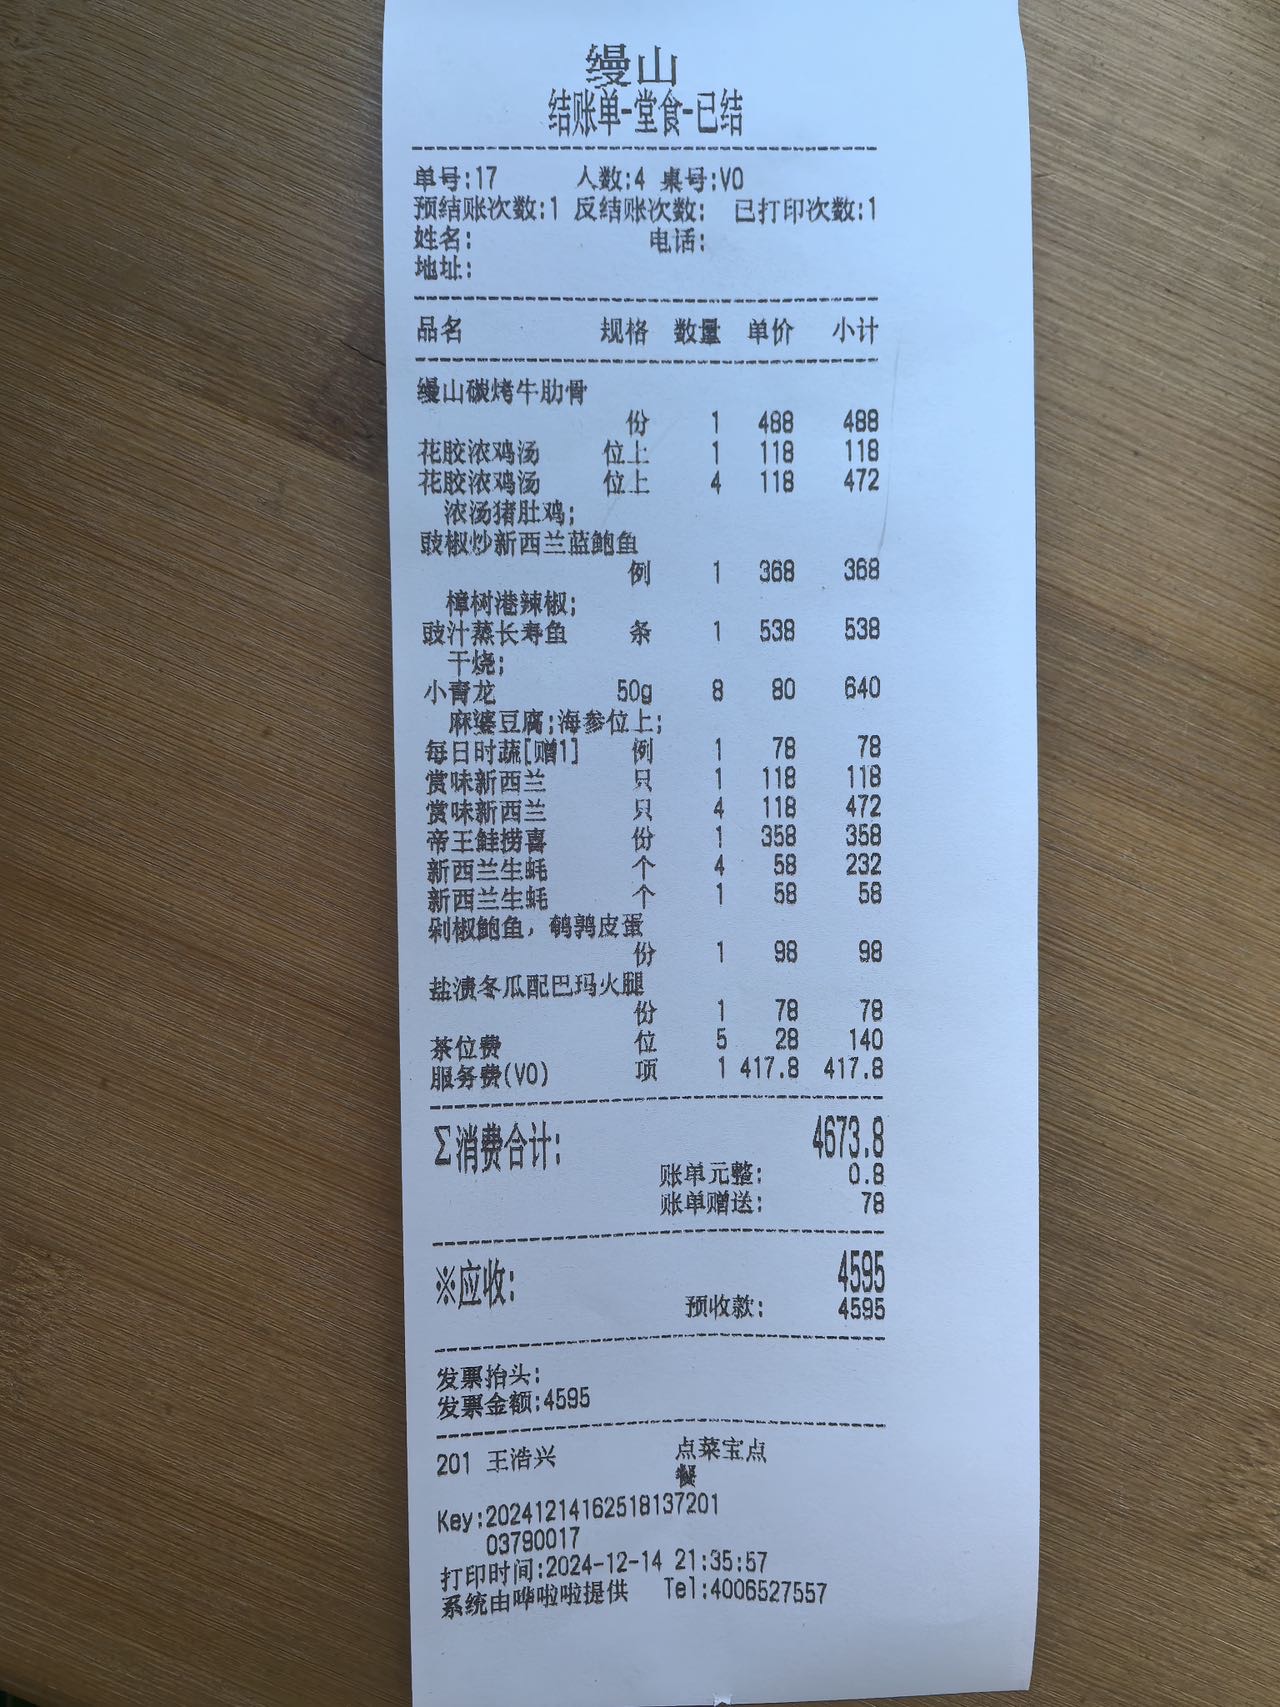 缦山
结账单-堂食-已结
单号:17 人数:4 桌号:V0
预结账次数:1 反结账次数: 已打印次数:1
姓名: 电话:
地址:
品名 规格 数量 单价 小计
缦山碳烤牛肋骨
份 1 488 488
花胶浓鸡汤 位上 1 118 118
花胶浓鸡汤 位上 4 118 472
浓汤猪肚鸡;
豉椒炒新西兰蓝鲍鱼
例 1 368 368
樟树港辣椒;
豉汁蒸长寿鱼 条 1 538 538
干烧;
小青龙 50g 8 80 640
麻婆豆腐;海参位上;
每日时蔬[赠1] 例 1 78 78
赏味新西兰 只 1 118 118
赏味新西兰 只 4 118 472
帝王鲑捞喜 份 1 358 358
新西兰生蚝 个 4 58 232
新西兰生蚝 个 1 58 58
剁椒鲍鱼，鹌鹑皮蛋
份 1 98 98
盐渍冬瓜配巴玛火腿
份 1 78 78
茶位费 位 5 28 140
服务费(V0) 项 1 417.8 417.8
Σ消费合计: 4673.8
账单元整: 0.8
账单赠送: 78
※应收: 4595
预收款: 4595
发票抬头:
发票金额:4595
201 王浩兴 点菜宝点
餐
Key:20241214162518137201
03790017
打印时间:2024-12-14 21:35:57
系统由哗啦啦提供 Tel:4006527557